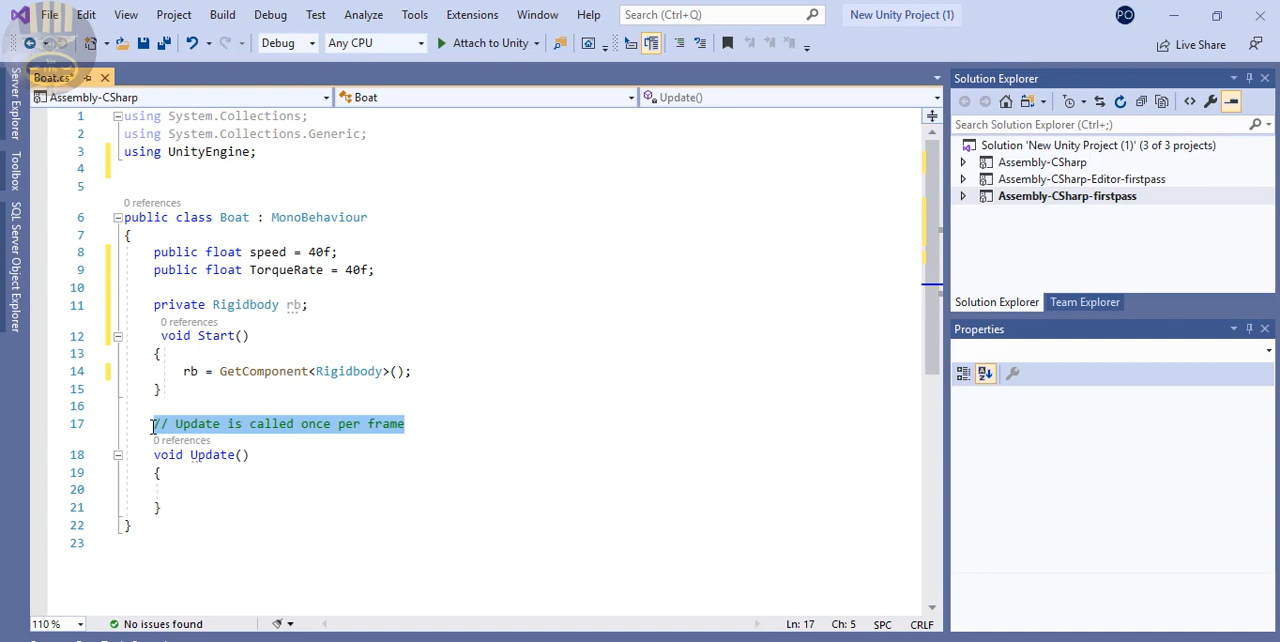 File Edit View Project Build Debug Test Analyze Tools Extensions Window Help Search (Ctrl+Q) New Unity Project (1) PO
Debug Any CPU Attach to Unity Live Share
Boat.cs*
Assembly-CSharp Boat Update()
Server Explorer
Toolbox
SQL Server Object Explorer
1 using System.Collections;
2 using System.Collections.Generic;
3 using UnityEngine;
4
5
0 references
6 public class Boat : MonoBehaviour
7 {
8 public float speed = 40f;
9 public float TorqueRate = 40f;
10
11 private Rigidbody rb;
0 references
12 void Start()
13 {
14 rb = GetComponent<Rigidbody>();
15 }
16
17 // Update is called once per frame
0 references
18 void Update()
19 {
20
21 }
22 }
23
110 % No issues found Ln: 17 Ch: 5 SPC CRLF
Solution Explorer
Search Solution Explorer (Ctrl+;)
Solution 'New Unity Project (1)' (3 of 3 projects)
Assembly-CSharp
Assembly-CSharp-Editor-firstpass
Assembly-CSharp-firstpass
Solution Explorer Team Explorer
Properties